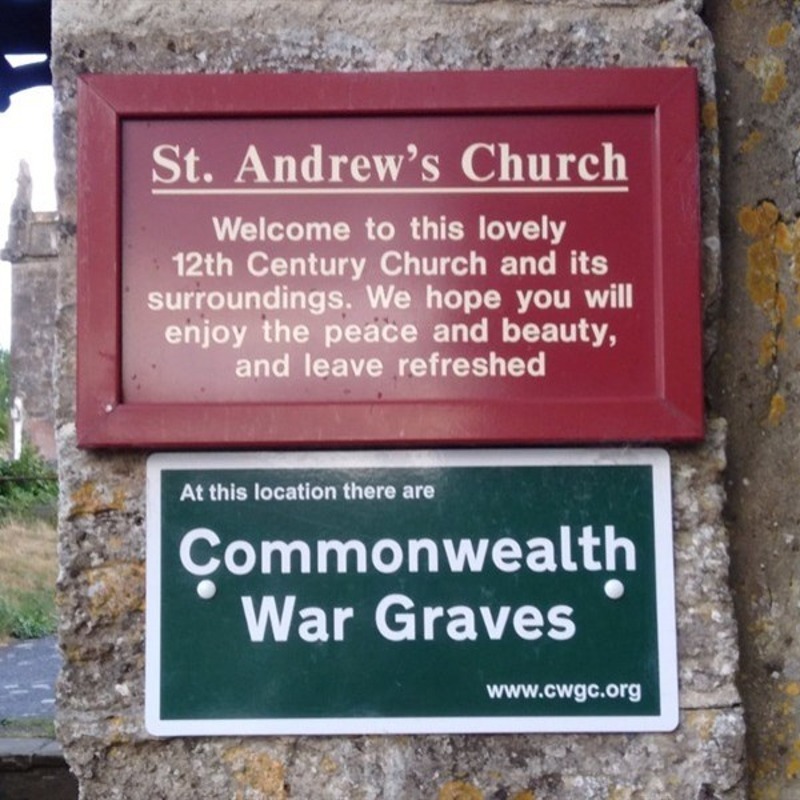 St. Andrew's Church
Welcome to this lovely
12th Century Church and its
surroundings. We hope you will
enjoy the peace and beauty,
and leave refreshed
At this location there are
Commonwealth
War Graves
www.cwgc.org